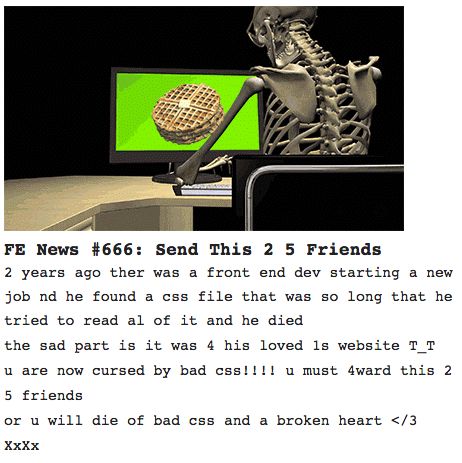 FE News #666: Send This 2 5 Friends
2 years ago ther was a front end dev starting a new
job nd he found a css file that was so long that he
tried to read al of it and he died
the sad part is it was 4 his loved 1s website T_T
u are now cursed by bad css!!!! u must 4ward this 2
5 friends
or u will die of bad css and a broken heart </3
XxXx